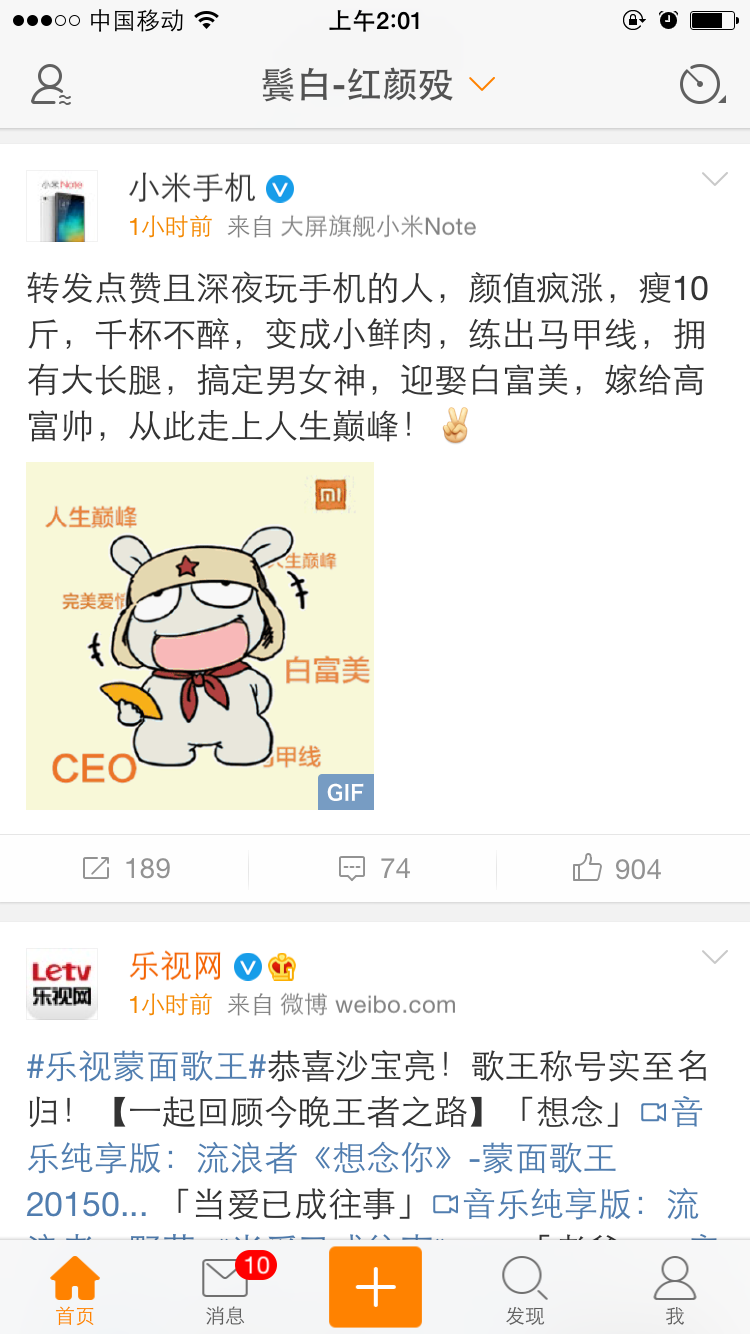 中国移动
上午2:01
鬓白-红颜殁
小米手机
1小时前 来自 大屏旗舰小米Note
小米Note
转发点赞且深夜玩手机的人，颜值疯涨，瘦10
斤，千杯不醉，变成小鲜肉，练出马甲线，拥
有大长腿，搞定男女神，迎娶白富美，嫁给高
富帅，从此走上人生巅峰！✌
人生巅峰
人生巅峰
完美爱情
白富美
马甲线
CEO
GIF
189
74
904
Letv
乐视网
乐视网
1小时前 来自 微博 weibo.com
#乐视蒙面歌王#恭喜沙宝亮！歌王称号实至名
归！【一起回顾今晚王者之路】「想念」音
乐纯享版：流浪者《想念你》-蒙面歌王
20150... 「当爱已成往事」音乐纯享版：流
首页
消息
10
发现
我